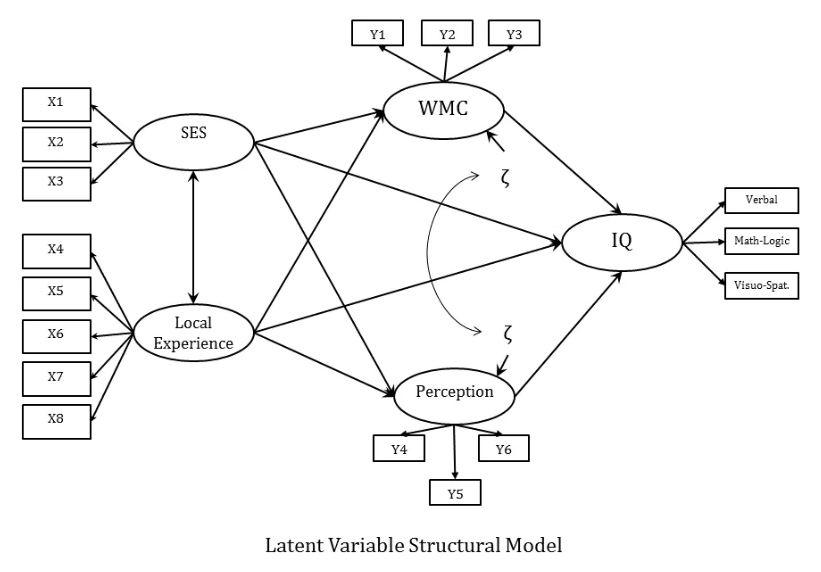 Y1
Y2
Y3
X1
X2
X3
SES
WMC
ζ
X4
X5
X6
X7
X8
Local
Experience
IQ
Verbal
Math-Logic
Visuo-Spat.
ζ
Perception
Y4
Y6
Y5
Latent Variable Structural Model